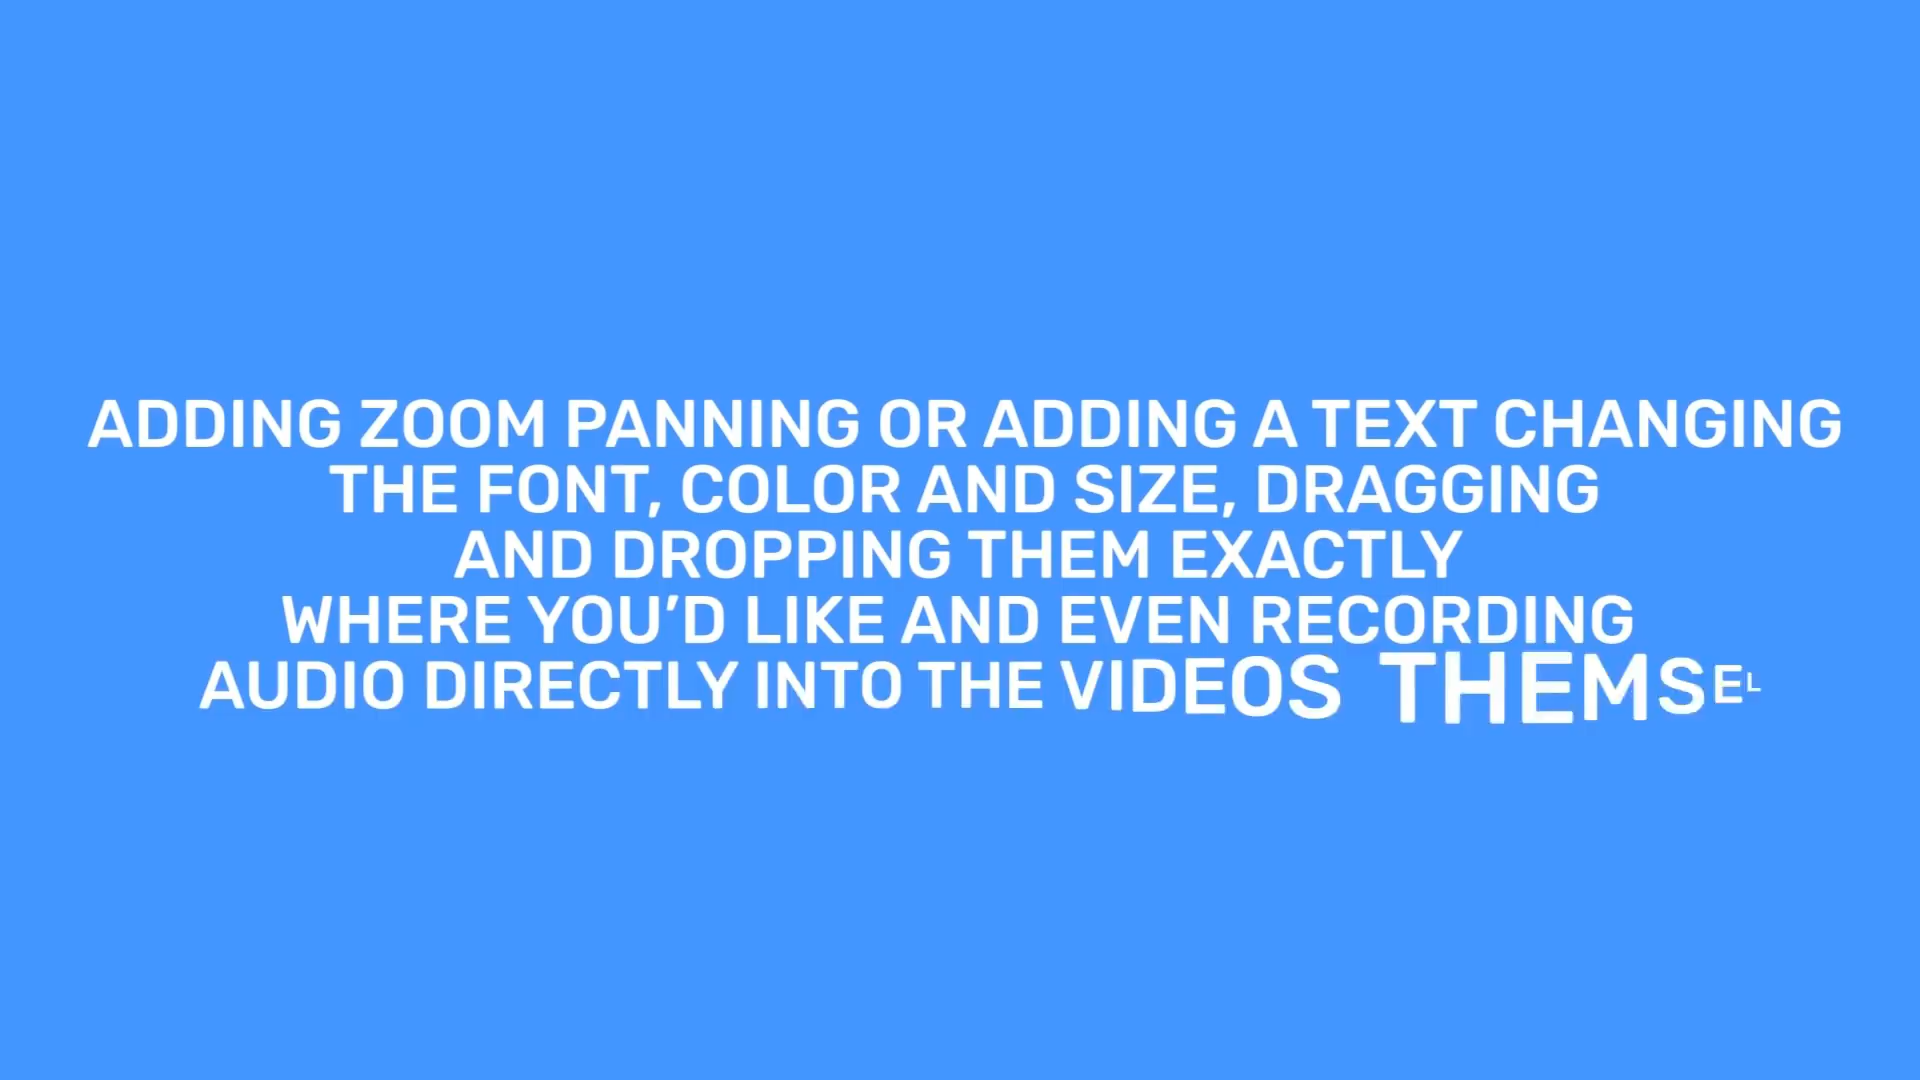 ADDING ZOOM PANNING OR ADDING A TEXT CHANGING
THE FONT, COLOR AND SIZE, DRAGGING
AND DROPPING THEM EXACTLY
WHERE YOU’D LIKE AND EVEN RECORDING
AUDIO DIRECTLY INTO THE VIDEOS THEMSEL